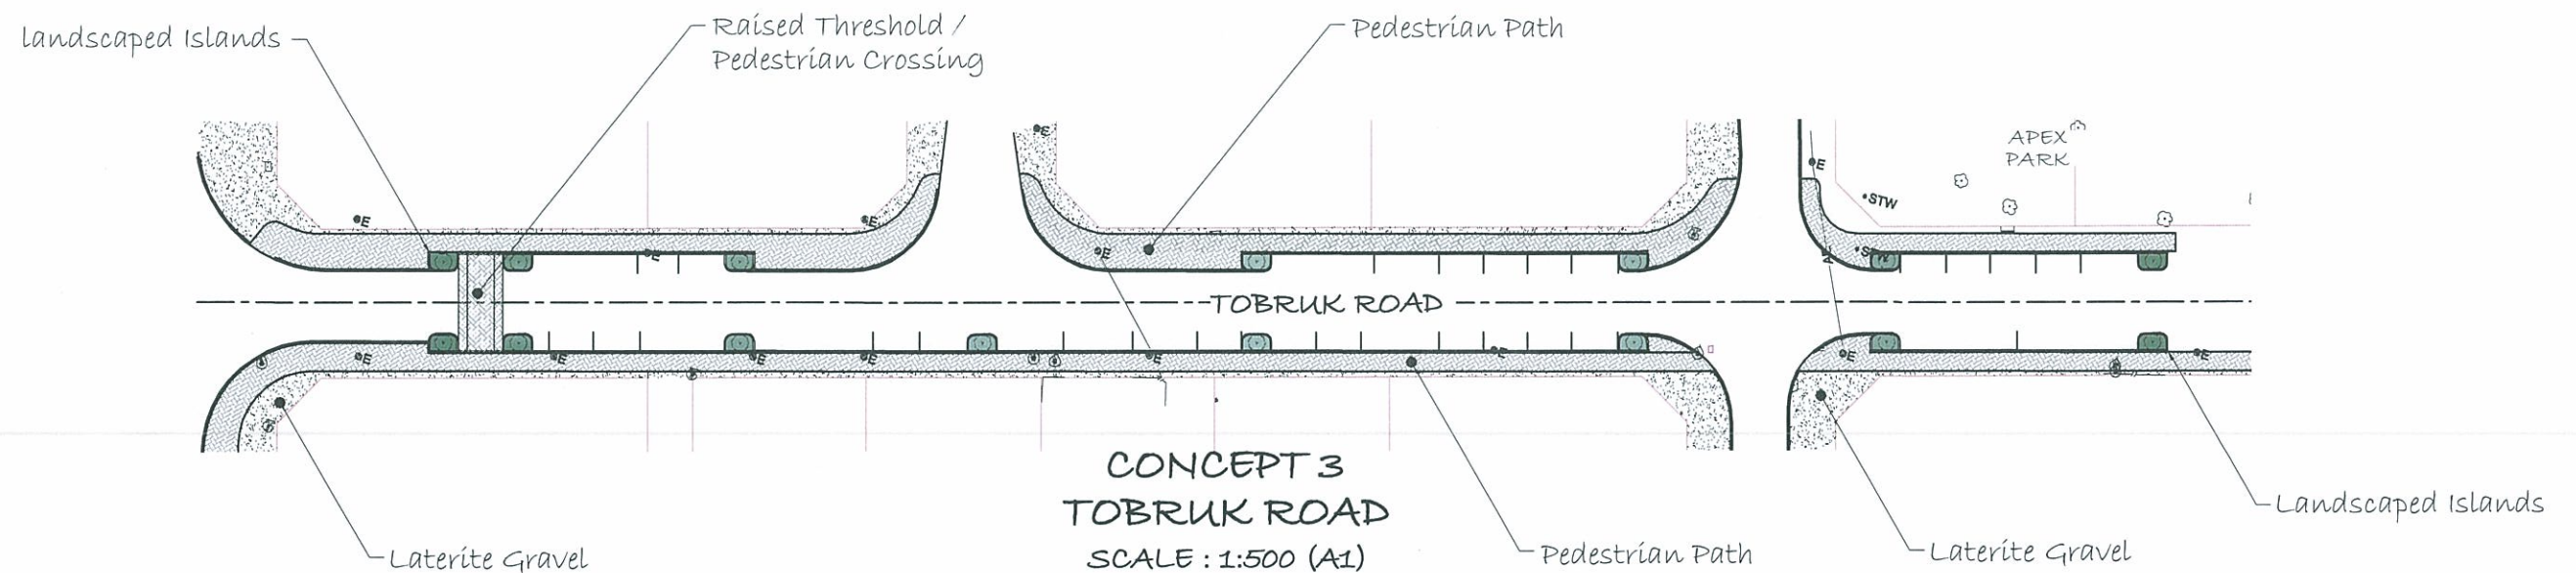 landscaped Islands
Raised Threshold /
Pedestrian Crossing
Pedestrian Path
APEX
PARK
E
E
E
E
E
E
STW
STW
TOBRUK ROAD
E
E
E
E
E
E
E
E
CONCEPT 3
TOBRUK ROAD
SCALE : 1:500 (A1)
Laterite Gravel
Pedestrian Path
Laterite Gravel
Landscaped Islands